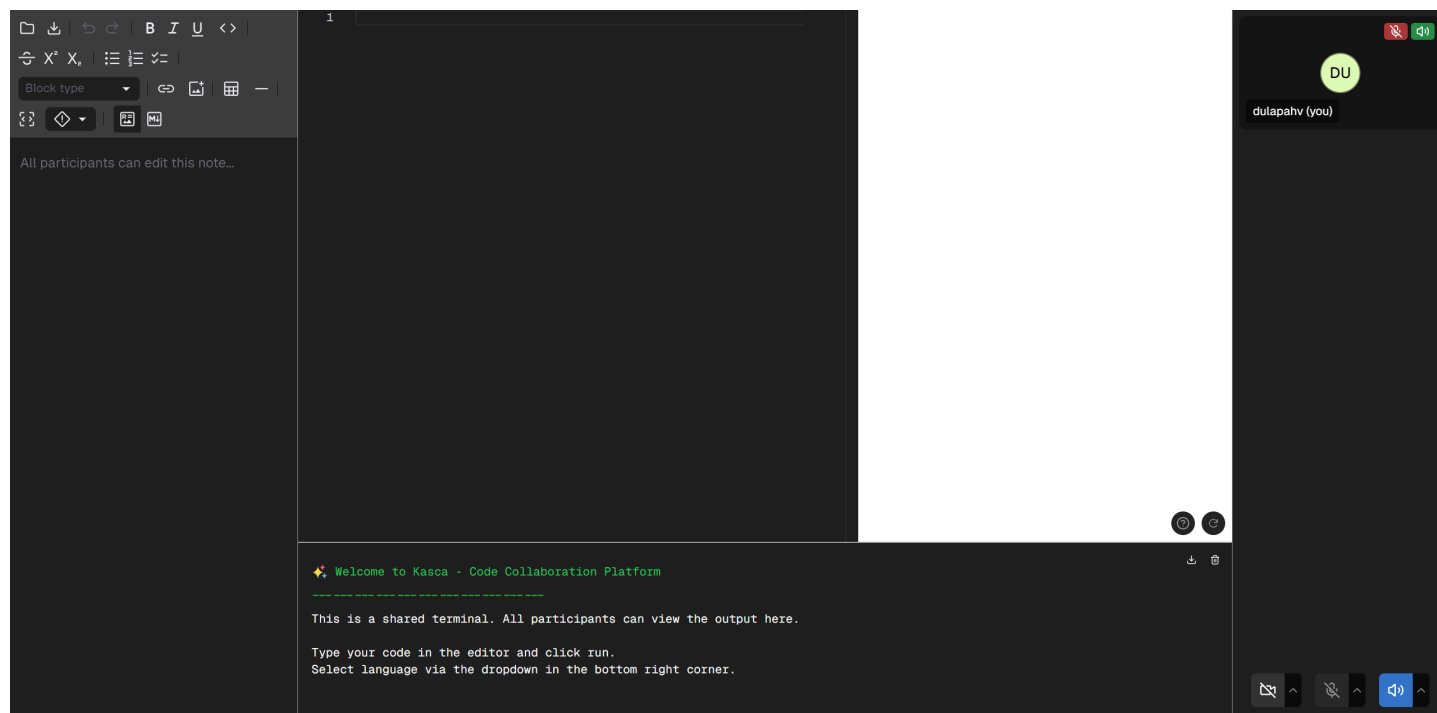 B I U <>
S X² X₂
Block type
M
All participants can edit this note...
1
Welcome to Kasca - Code Collaboration Platform
---------------------------------
This is a shared terminal. All participants can view the output here.
Type your code in the editor and click run.
Select language via the dropdown in the bottom right corner.
DU
dulapahv (you)